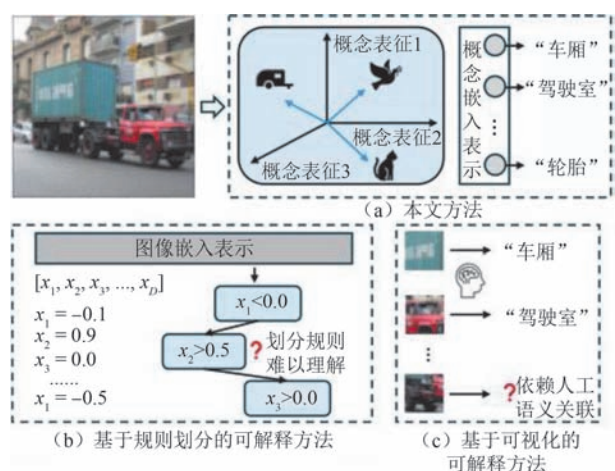 概念表征1
概念表征2
概念表征3
概念嵌入表示
“车厢”
“驾驶室”
…
“轮胎”
（a）本文方法
图像嵌入表示
[x₁, x₂, x₃, ..., x_D]
x₁ = −0.1
x₂ = 0.9
x₃ = 0.0
……
x₁ = −0.5
x₁<0.0
x₂>0.5
?
划分规则
难以理解
x₃>0.0
（b）基于规则划分的可解释方法
“车厢”
“驾驶室”
…
?依赖人工
语义关联
（c）基于可视化的
可解释方法